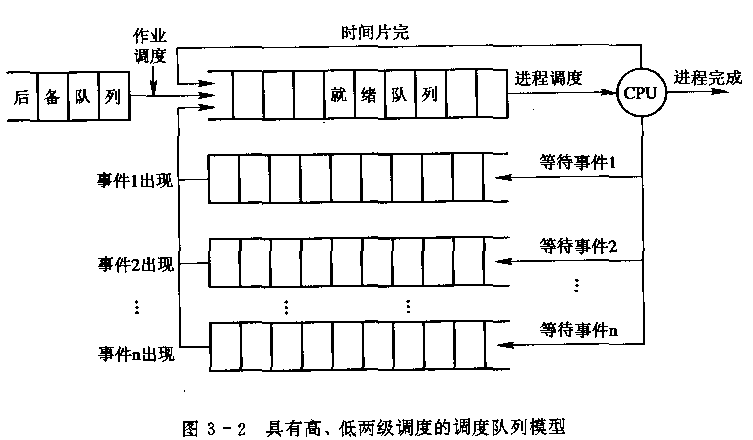 作业
调度
时间片完
后备队列
就绪队列
进程调度
CPU
进程完成
事件1出现
等待事件1
事件2出现
等待事件2
事件n出现
等待事件n
图 3-2 具有高、低两级调度的调度队列模型